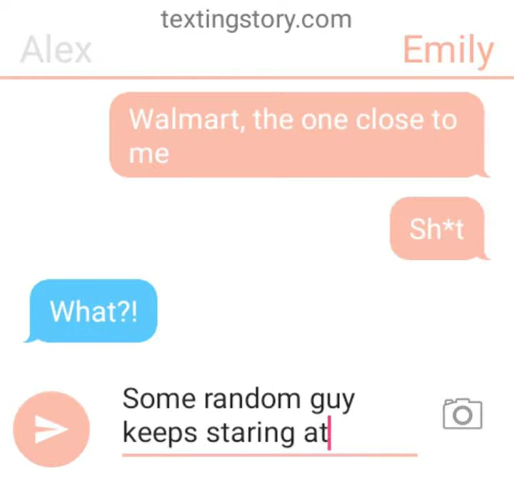 textingstory.com
Alex
Emily
Walmart, the one close to
me
Sh*t
What?!
Some random guy
keeps staring at